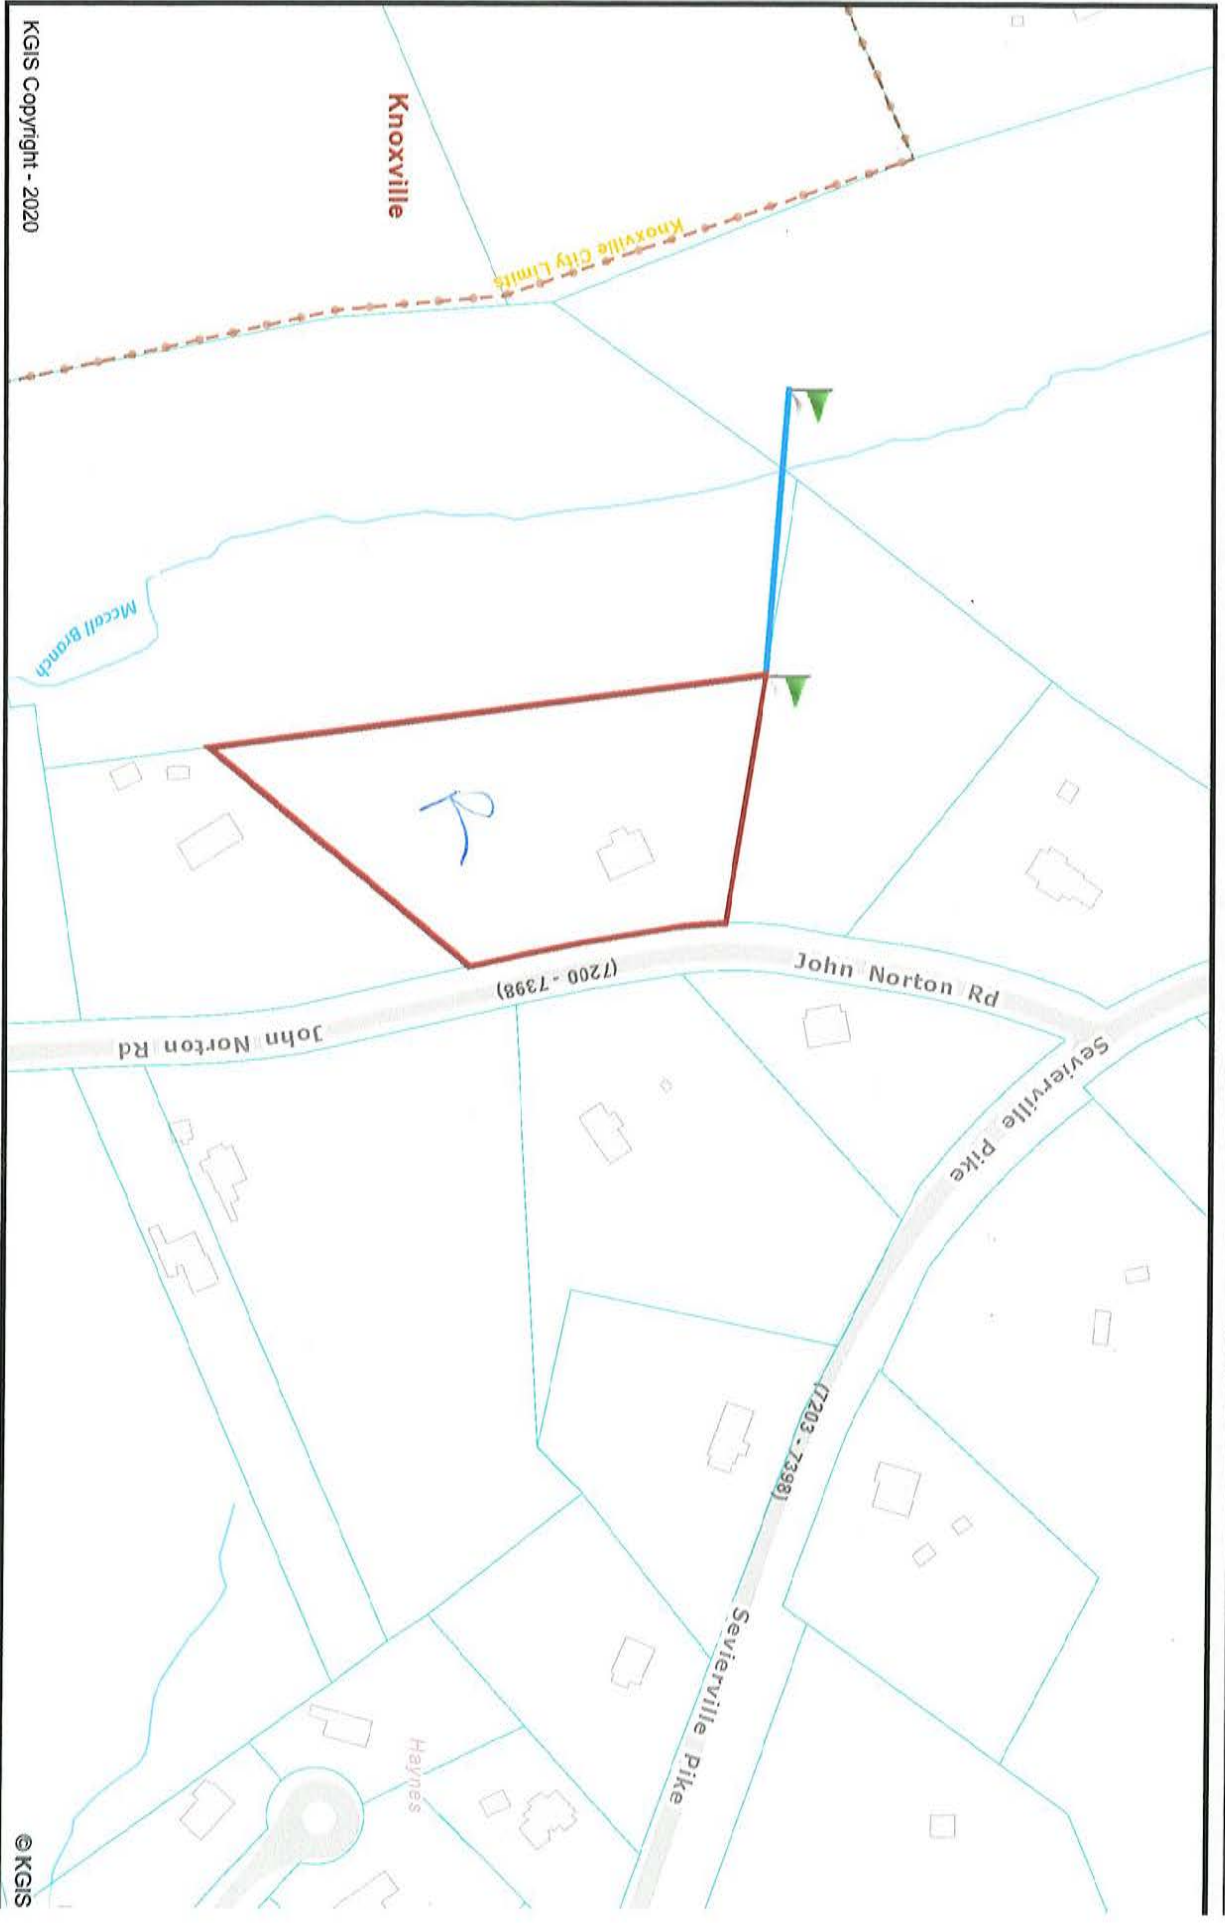 Knoxville
Knoxville City Limits
Mccall Branch
R
John Norton Rd
(7200 - 7398)
John Norton Rd
Sevierville Pike
(7203 - 7398)
Sevierville Pike
Haynes
KGIS Copyright - 2020
© KGIS